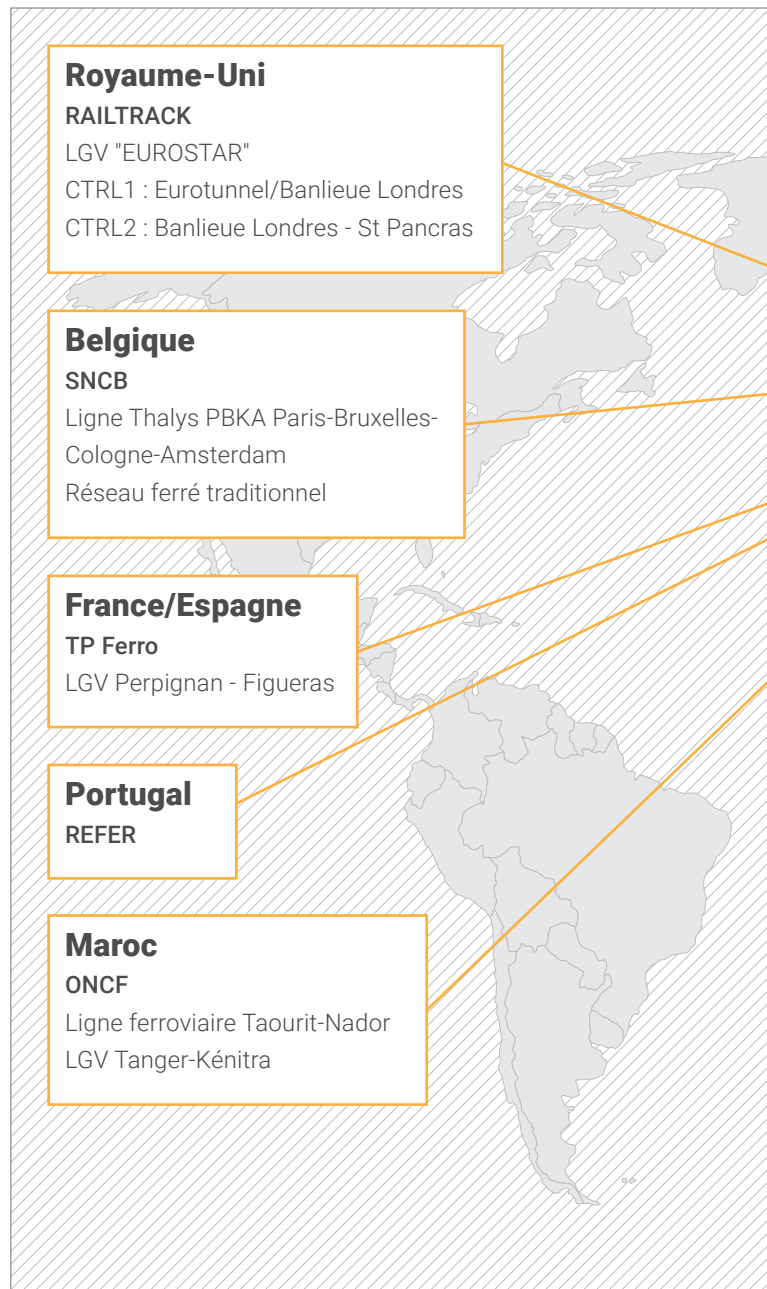 Royaume-Uni
RAILTRACK
LGV "EUROSTAR"
CTRL1 : Eurotunnel/Banlieue Londres
CTRL2 : Banlieue Londres - St Pancras
Belgique
SNCB
Ligne Thalys PBKA Paris-Bruxelles-
Cologne-Amsterdam
Réseau ferré traditionnel
France/Espagne
TP Ferro
LGV Perpignan - Figueras
Portugal
REFER
Maroc
ONCF
Ligne ferroviaire Taourit-Nador
LGV Tanger-Kénitra